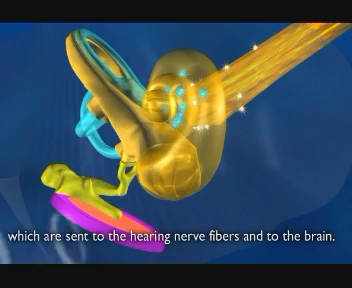 which are sent to the hearing nerve fibers and to the brain.